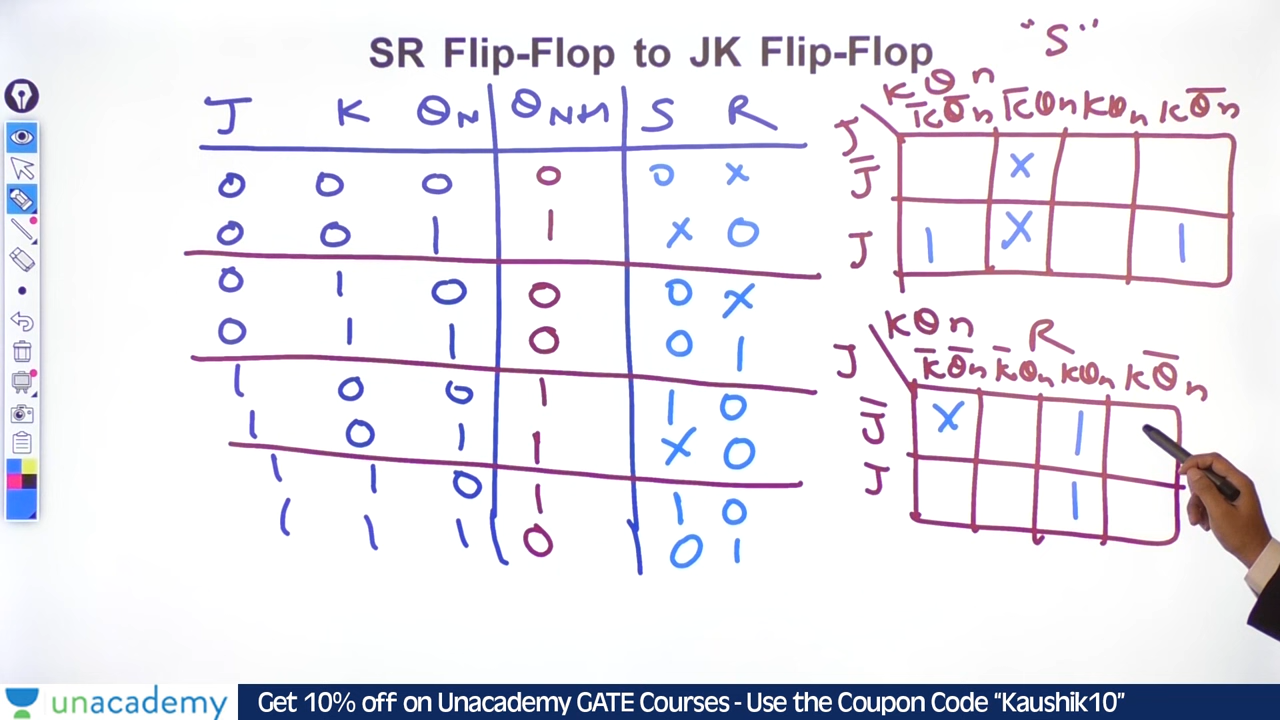 SR Flip-Flop to JK Flip-Flop
"S"
J K Q_N Q_N+1 S R
0 0 0 0 0 x
0 0 1 1 x 0
0 1 0 0 0 x
0 1 1 0 0 1
1 0 0 1 1 0
1 0 1 1 x 0
1 1 0 1 1 0
1 1 1 0 0 1
KQn
J
K̅Q̅n K̅Qn KQn KQ̅n
J̅ x
J 1 x 1
KQn R
J
K̅Q̅n K̅Qn KQn KQ̅n
J̅ x 1
J 1
unacademy
Get 10% off on Unacademy GATE Courses - Use the Coupon Code "Kaushik10"